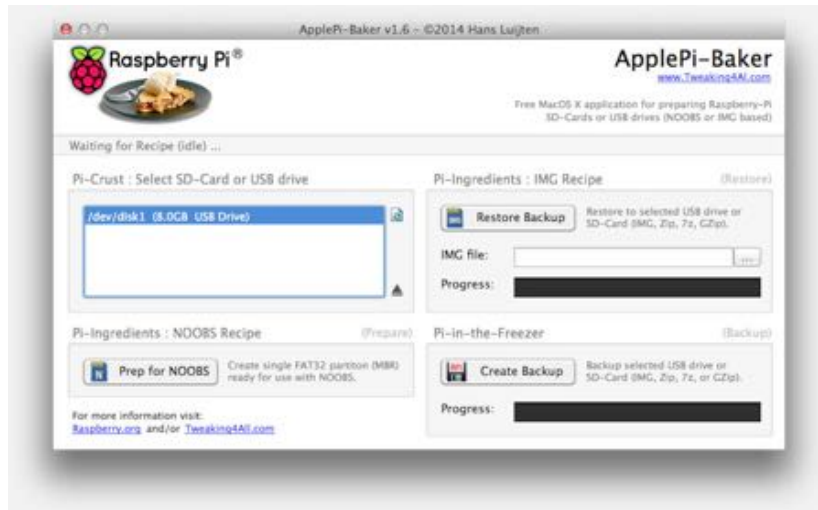 ApplePi-Baker v1.6 - ©2014 Hans Luijten
Raspberry Pi®
ApplePi-Baker
www.Tweaking4All.com
Free MacOS X application for preparing Raspberry-Pi
SD-Cards or USB drives (NOOBS or IMG based)
Waiting for Recipe (idle) ...
Pi-Crust : Select SD-Card or USB drive
/dev/disk1 (8.0GB USB Drive)
Pi-Ingredients : NOOBS Recipe (Prepare)
Prep for NOOBS
Create single FAT32 partition (MBR)
ready for use with NOOBS.
For more information visit:
Raspberry.org and/or Tweaking4All.com
Pi-Ingredients : IMG Recipe (Restore)
Restore Backup
Restore to selected USB drive or
SD-Card (IMG, Zip, 7z, GZip).
IMG file:
...
Progress:
Pi-in-the-Freezer (Backup)
Create Backup
Backup selected USB drive or
SD-Card (IMG, Zip, 7z, or GZip).
Progress: